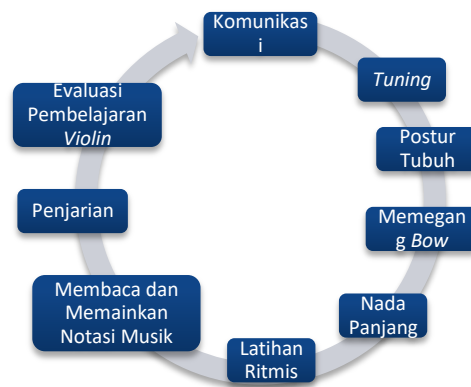 Komunikas
i
Tuning
Postur
Tubuh
Memegan
g Bow
Nada
Panjang
Latihan
Ritmis
Membaca dan
Memainkan
Notasi Musik
Penjarian
Evaluasi
Pembelajaran
Violin